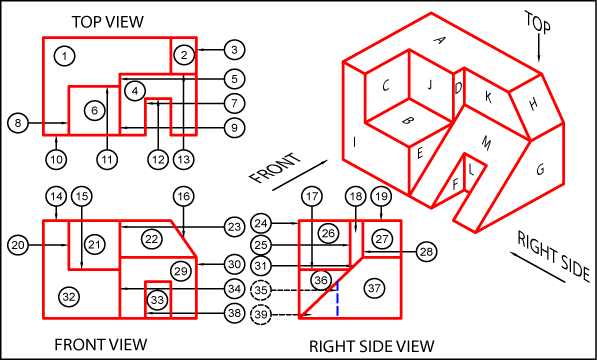 TOP VIEW
1
2
3
4
5
6
7
8
9
10
11
12
13
A
TOP
C
J
D
K
H
B
M
I
E
G
L
F
FRONT
RIGHT SIDE
14
15
16
17
18
19
20
21
22
23
24
25
26
27
28
29
30
31
32
33
34
35
36
37
38
39
FRONT VIEW
RIGHT SIDE VIEW